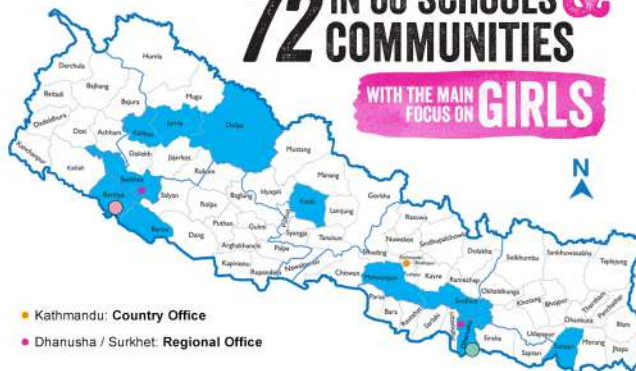 72 IN SCHOOLS &
COMMUNITIES
WITH THE MAIN
FOCUS ON GIRLS
N
Darchula
Humla
Baitadi
Bajhang
Bajura
Mugu
Dadeldhura
Doti
Achham
Kalikot
Jumla
Dolpa
Kanchanpur
Kailali
Dailekh
Jajarkot
Mustang
Surkhet
Rukum
Manang
Bardiya
Salyan
Rolpa
Baglung
Myagdi
Kaski
Lamjung
Gorkha
Banke
Dang
Puthan
Gulmi
Syangja
Tanahun
Rasuwa
Arghakhanchi
Palpa
Nuwakot
Sindhupalchowk
Kapilvastu
Rupandehi
Nawalparasi
Dhading
Dolakha
Chitwan
Kavre
Ramechhap
Solukhumbu
Sankhuwasabha
Taplejung
Makwanpur
Parsa
Bara
Rautahat
Sarlahi
Sindhuli
Okhaldhunga
Khotang
Bhojpur
Terhathum
Panchthar
Dhankuta
Ilam
Siraha
Udayapur
Saptari
Sunsari
Morang
Jhapa
Kathmandu: Country Office
Dhanusha / Surkhet: Regional Office